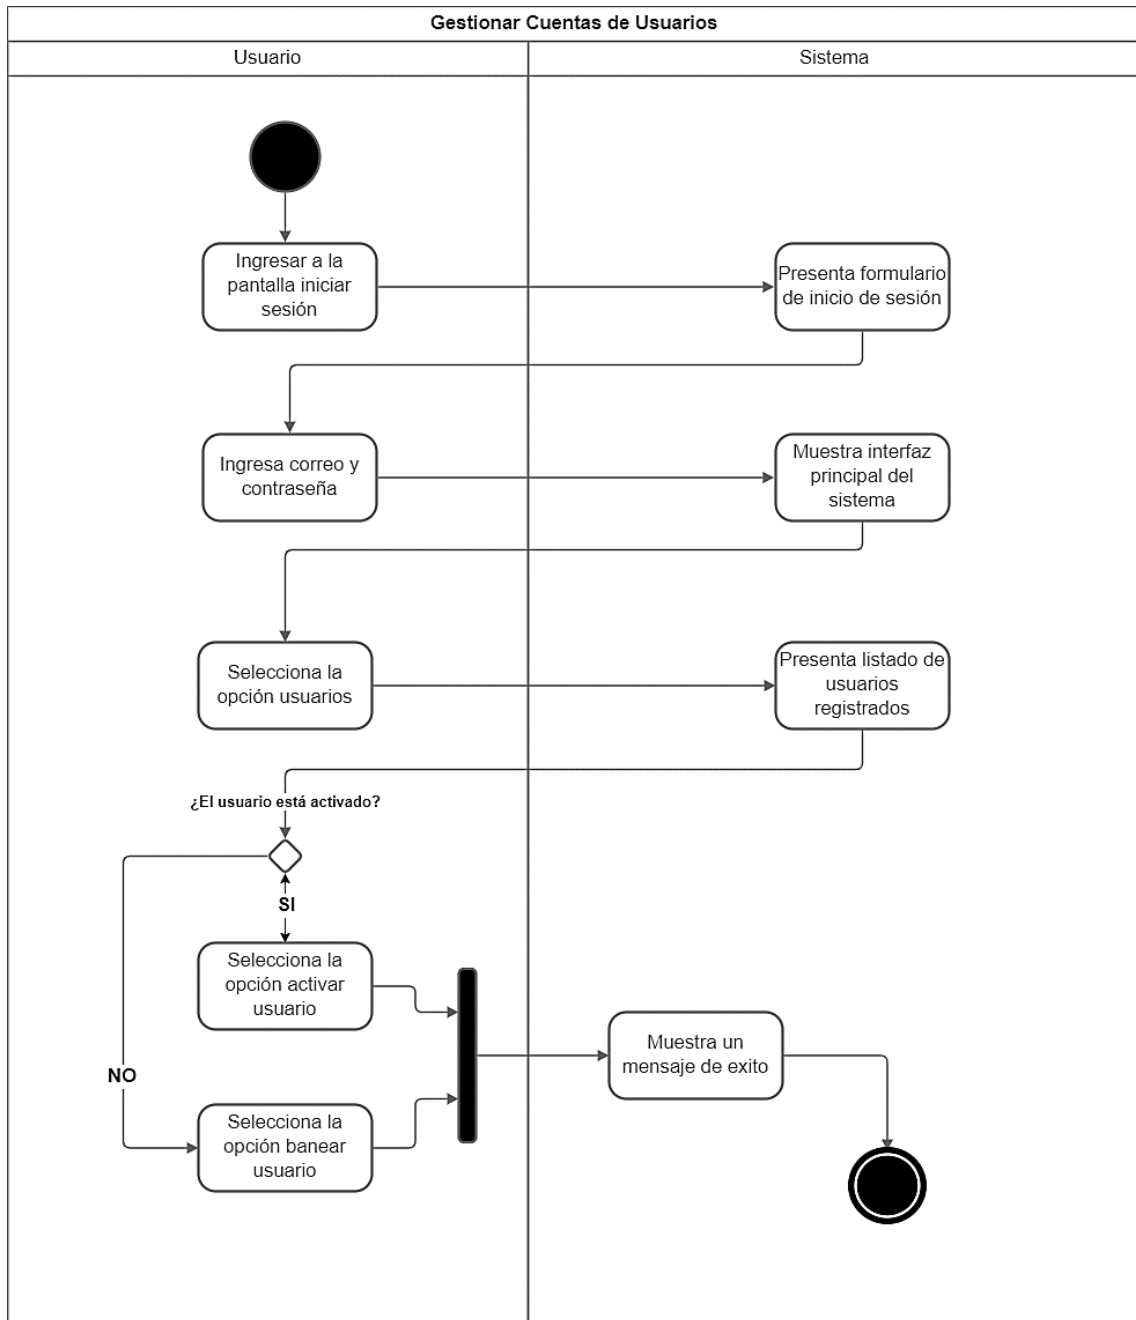 Gestionar Cuentas de Usuarios
Usuario
Sistema
Ingresar a la
pantalla iniciar
sesión
Presenta formulario
de inicio de sesión
Ingresa correo y
contraseña
Muestra interfaz
principal del
sistema
Selecciona la
opción usuarios
Presenta listado de
usuarios
registrados
¿El usuario está activado?
SI
Selecciona la
opción activar
usuario
Muestra un
mensaje de exito
NO
Selecciona la
opción banear
usuario